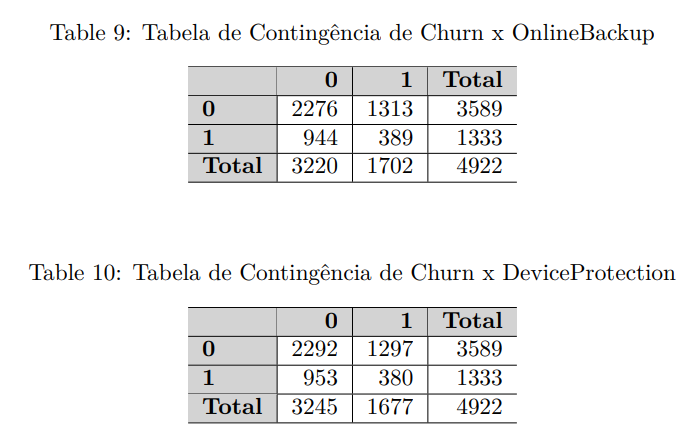 Table 9: Tabela de Contingência de Churn x OnlineBackup
0 1 Total
0 2276 1313 3589
1 944 389 1333
Total 3220 1702 4922
Table 10: Tabela de Contingência de Churn x DeviceProtection
0 1 Total
0 2292 1297 3589
1 953 380 1333
Total 3245 1677 4922